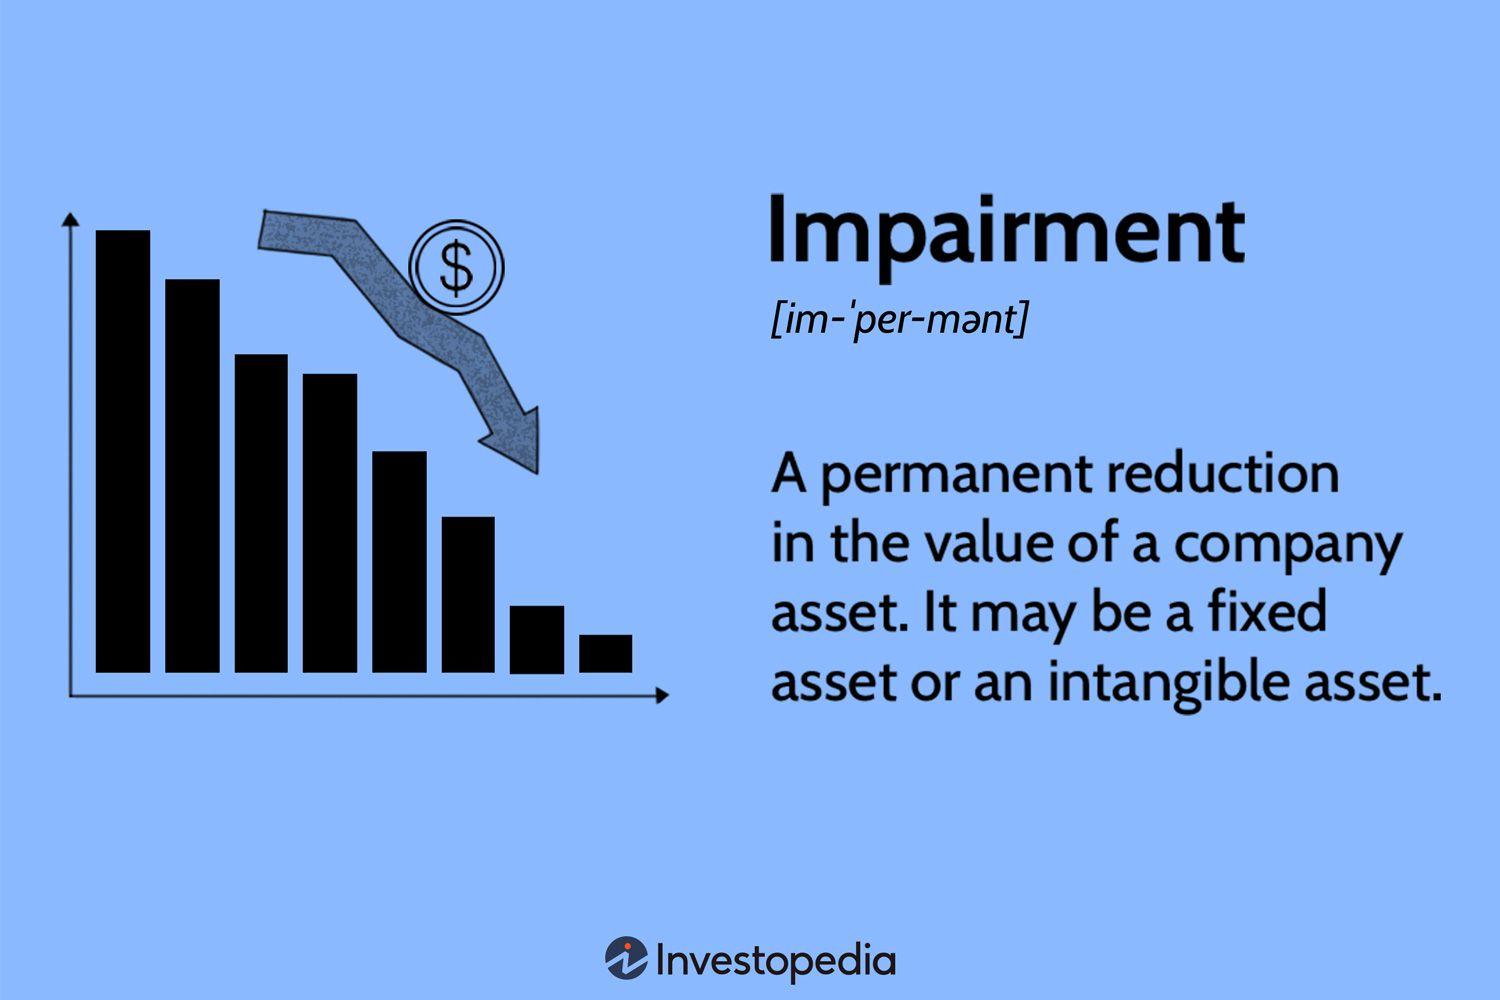 $
Impairment
[im-ˈper-mənt]
A permanent reduction
in the value of a company
asset. It may be a fixed
asset or an intangible asset.
Investopedia